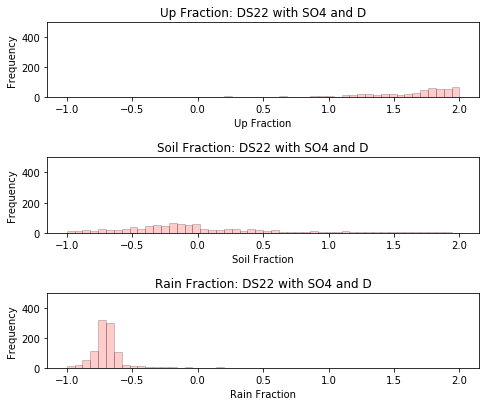 Up Fraction: DS22 with SO4 and D
400
200
0
Frequency
−1.0 −0.5 0.0 0.5 1.0 1.5 2.0
Up Fraction
Soil Fraction: DS22 with SO4 and D
400
200
0
Frequency
−1.0 −0.5 0.0 0.5 1.0 1.5 2.0
Soil Fraction
Rain Fraction: DS22 with SO4 and D
400
200
0
Frequency
−1.0 −0.5 0.0 0.5 1.0 1.5 2.0
Rain Fraction